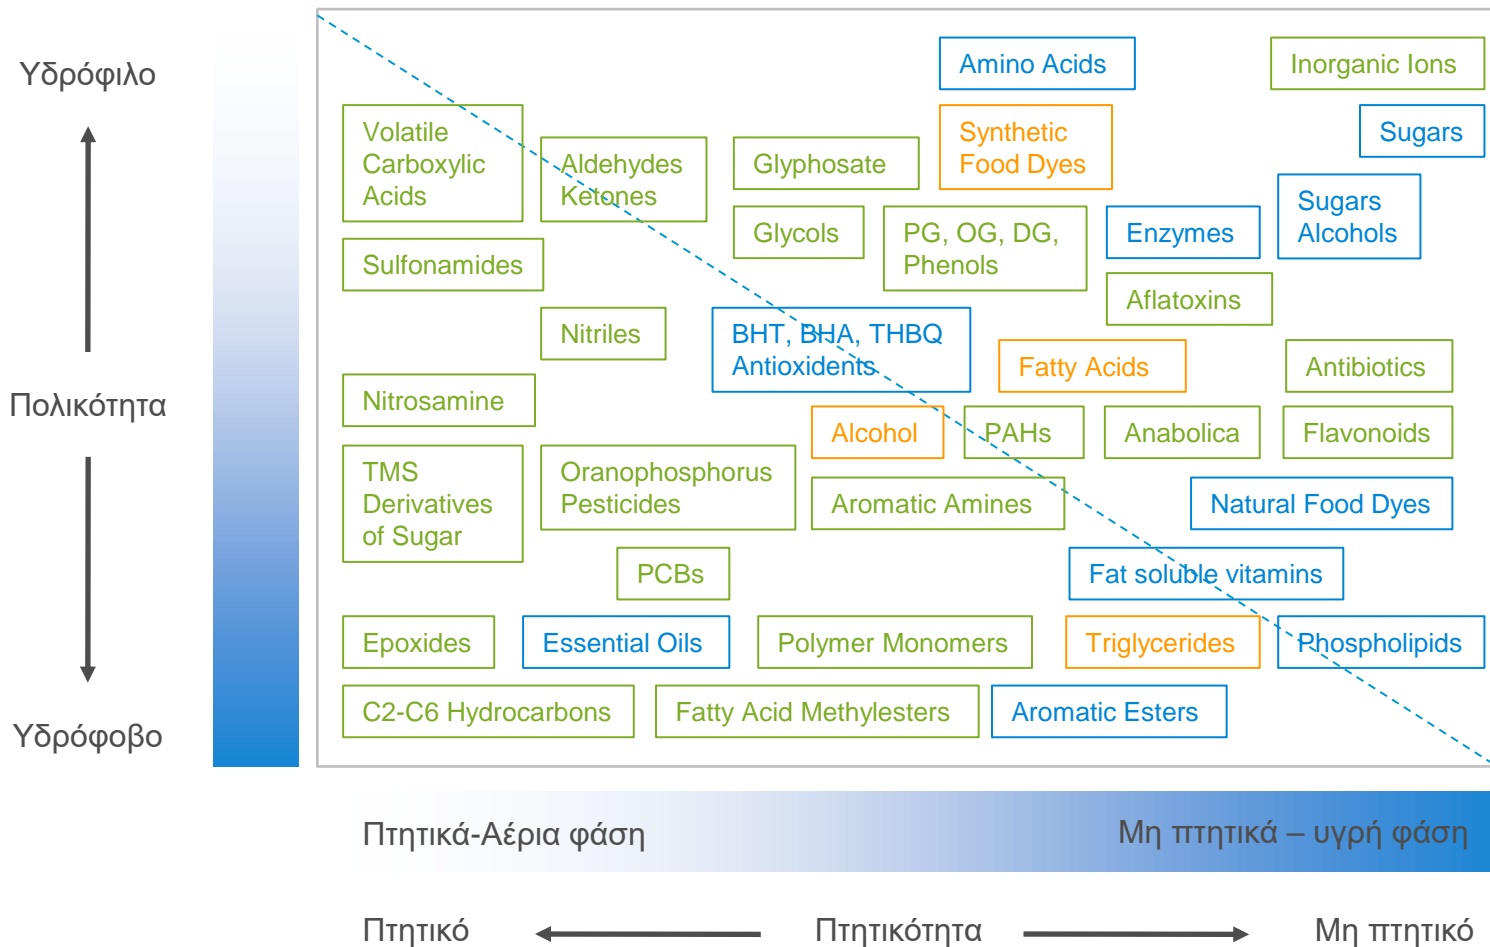 Υδρόφιλο
Πολικότητα
Υδρόφοβο
Amino Acids
Inorganic Ions
Volatile
Carboxylic
Acids
Aldehydes
Ketones
Glyphosate
Synthetic
Food Dyes
Sugars
Sulfonamides
Glycols
PG, OG, DG,
Phenols
Enzymes
Sugars
Alcohols
Aflatoxins
Nitriles
BHT, BHA, THBQ
Antioxidents
Fatty Acids
Antibiotics
Nitrosamine
Alcohol
PAHs
Anabolica
Flavonoids
TMS
Derivatives
of Sugar
Oranophosphorus
Pesticides
Aromatic Amines
Natural Food Dyes
PCBs
Fat soluble vitamins
Epoxides
Essential Oils
Polymer Monomers
Triglycerides
Phospholipids
C2-C6 Hydrocarbons
Fatty Acid Methylesters
Aromatic Esters
Πτητικά-Αέρια φάση
Μη πτητικά – υγρή φάση
Πτητικό
Πτητικότητα
Μη πτητικό